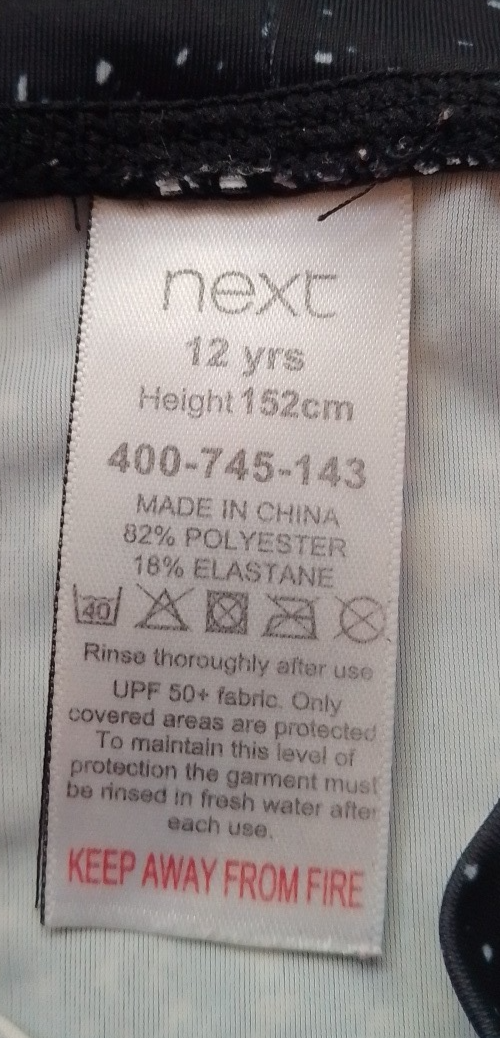 next
12 yrs
Height 152cm
400-745-143
MADE IN CHINA
82% POLYESTER
18% ELASTANE
40
Rinse thoroughly after use
UPF 50+ fabric. Only
covered areas are protected
To maintain this level of
protection the garment must
be rinsed in fresh water after
each use.
KEEP AWAY FROM FIRE